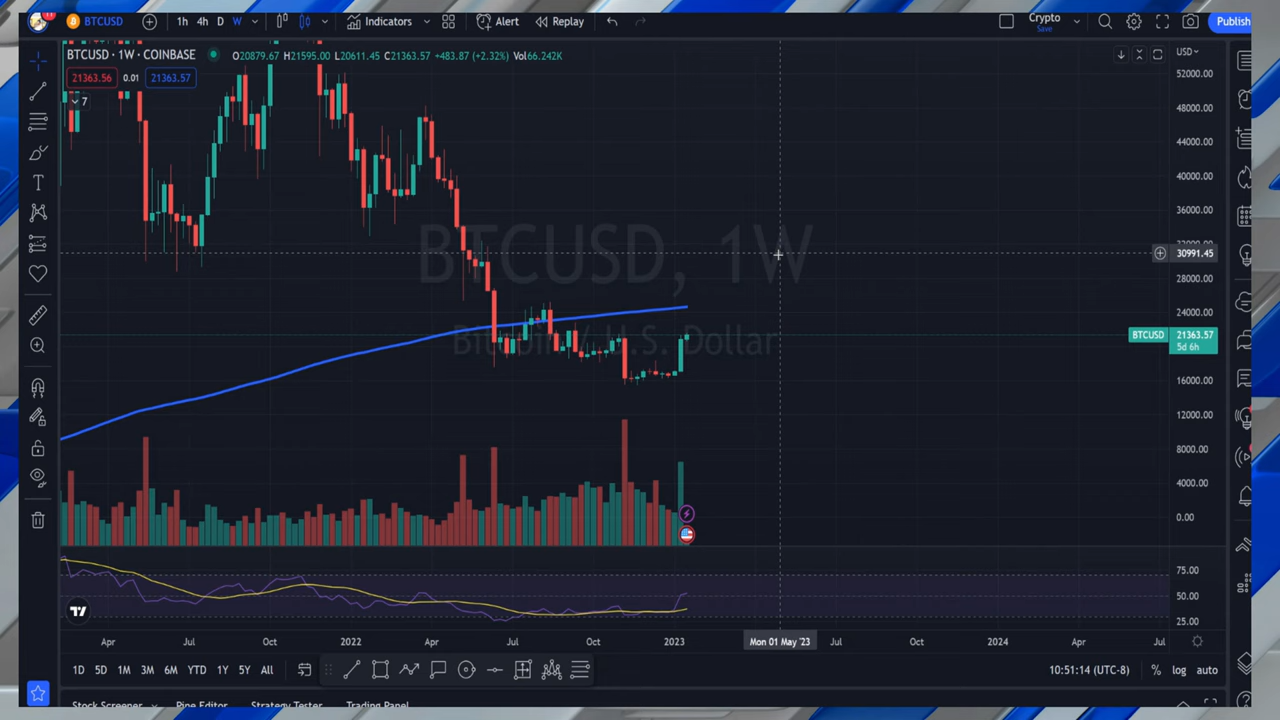 11
BTCUSD
1h 4h D W
Indicators
Alert
Replay
Crypto
Save
Publish
BTCUSD · 1W · COINBASE
O20879.67 H21595.00 L20611.45 C21363.57 +483.87 (+2.32%) Vol66.242K
USD
21363.56 0.01 21363.57
7
BTCUSD, 1W
Bitcoin / U.S. Dollar
52000.00
48000.00
44000.00
40000.00
36000.00
32000.00
30991.45
28000.00
24000.00
BTCUSD 21363.57
5d 6h
16000.00
12000.00
8000.00
4000.00
0.00
75.00
50.00
25.00
Apr Jul Oct 2022 Apr Jul Oct 2023 Mon 01 May '23 Jul Oct 2024 Apr Jul
1D 5D 1M 3M 6M YTD 1Y 5Y All
10:51:14 (UTC-8) % log auto
Stock Screener Pine Editor Strategy Tester Trading Panel